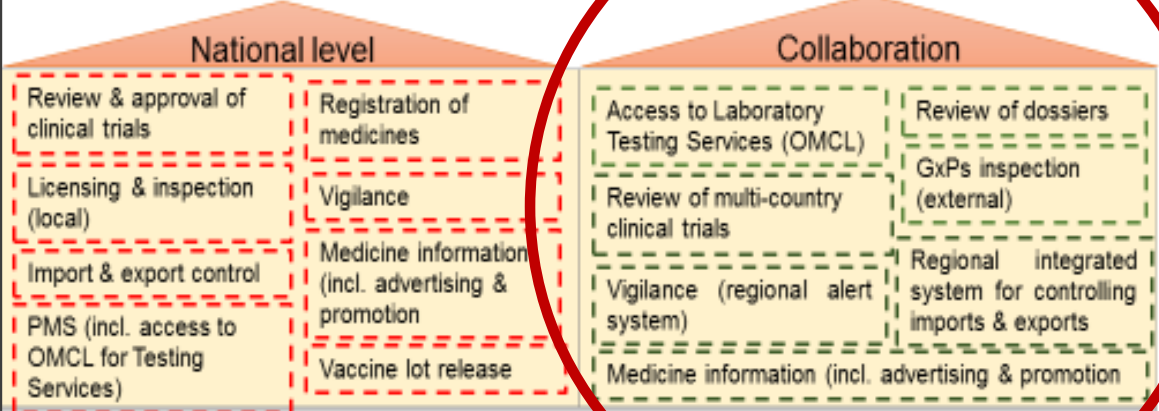 National level
Review & approval of
clinical trials
Licensing & inspection
(local)
Import & export control
PMS (incl. access to
OMCL for Testing
Services)
Registration of
medicines
Vigilance
Medicine information
(incl. advertising &
promotion
Vaccine lot release
Collaboration
Access to Laboratory
Testing Services (OMCL)
Review of multi-country
clinical trials
Vigilance (regional alert
system)
Review of dossiers
GxPs inspection
(external)
Regional integrated
system for controlling
imports & exports
Medicine information (incl. advertising & promotion